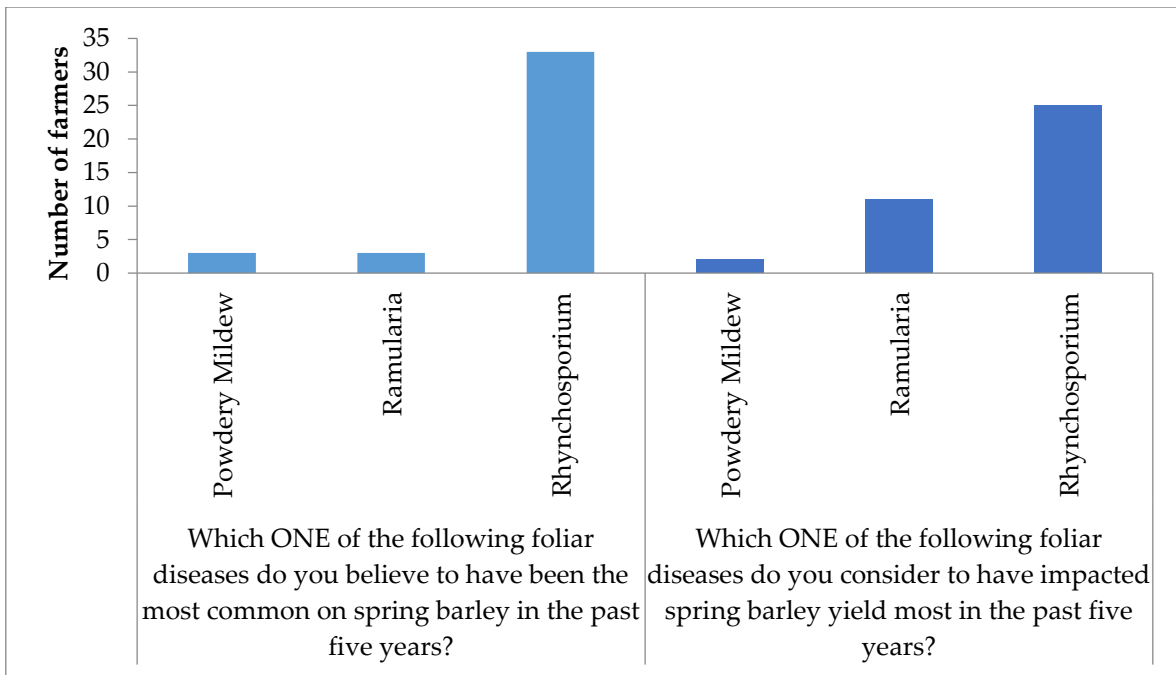 Number of farmers
35
30
25
20
15
10
5
0
Powdery Mildew
Ramularia
Rhynchosporium
Powdery Mildew
Ramularia
Rhynchosporium
Which ONE of the following foliar
diseases do you believe to have been the
most common on spring barley in the past
five years?
Which ONE of the following foliar
diseases do you consider to have impacted
spring barley yield most in the past five
years?